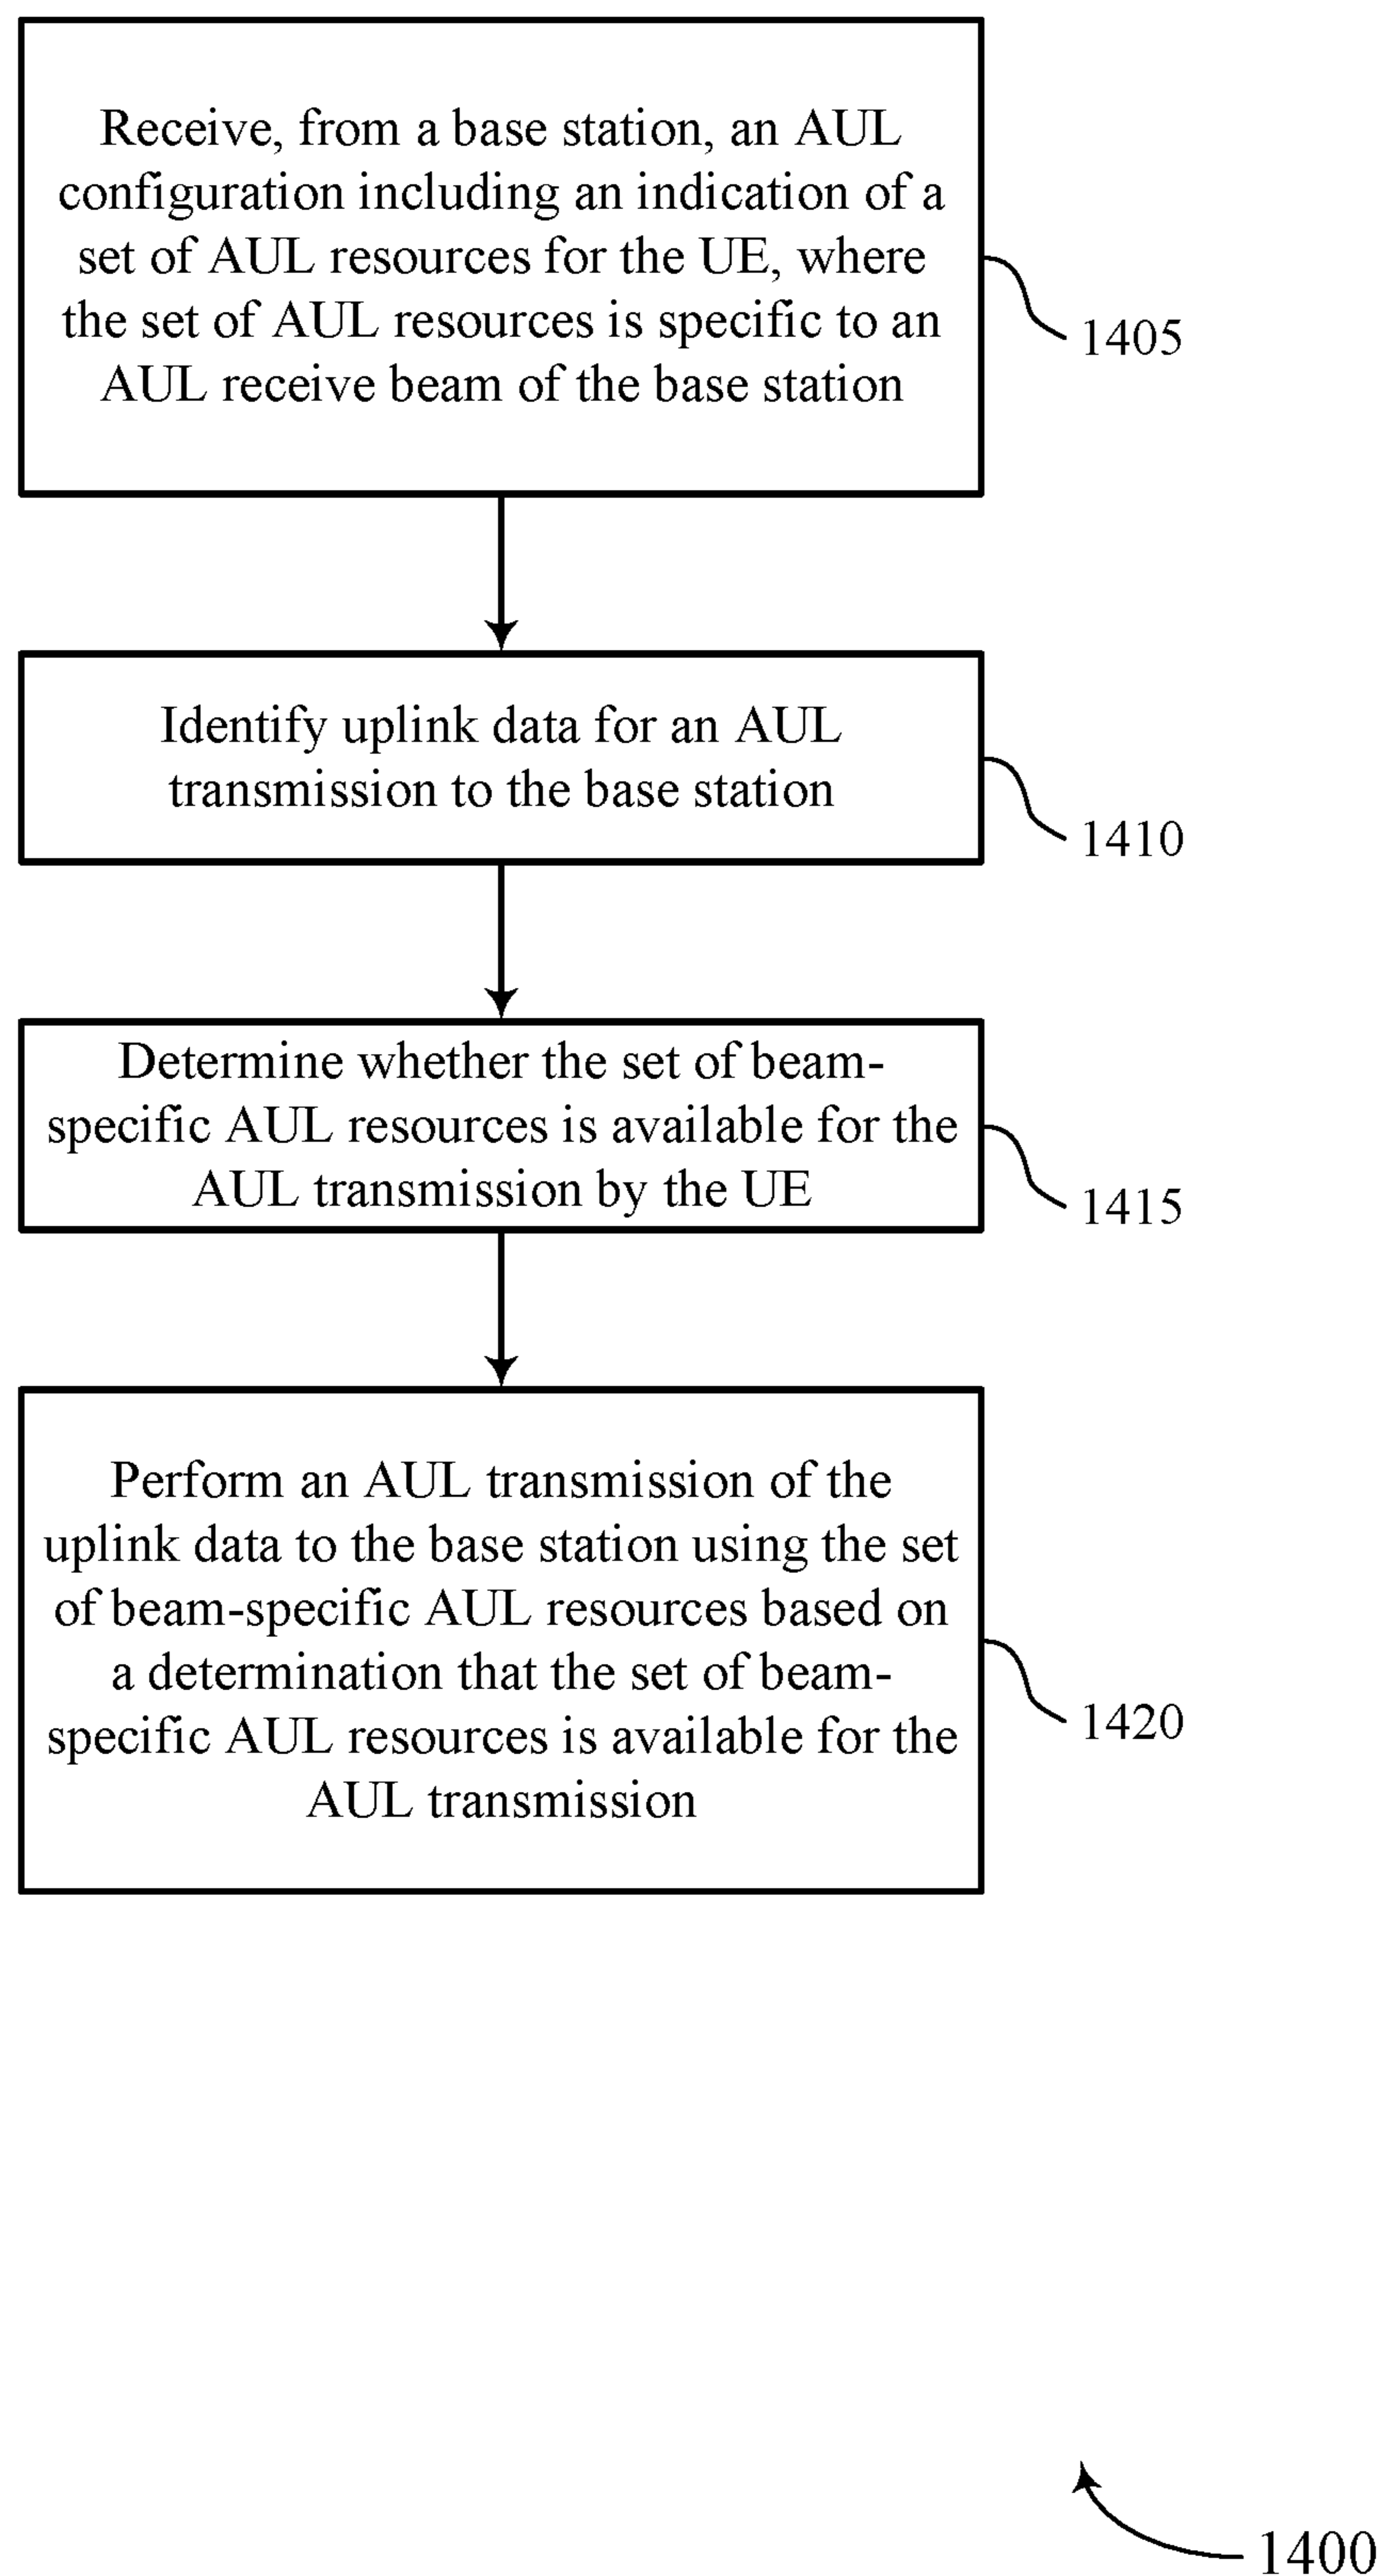 Receive, from a base station, an AUL
configuration including an indication of a
set of AUL resources for the UE, where
the set of AUL resources is specific to an
AUL receive beam of the base station
1405
Identify uplink data for an AUL
transmission to the base station
1410
Determine whether the set of beam-
specific AUL resources is available for the
AUL transmission by the UE
1415
Perform an AUL transmission of the
uplink data to the base station using the set
of beam-specific AUL resources based on
a determination that the set of beam-
specific AUL resources is available for the
AUL transmission
1420
1400